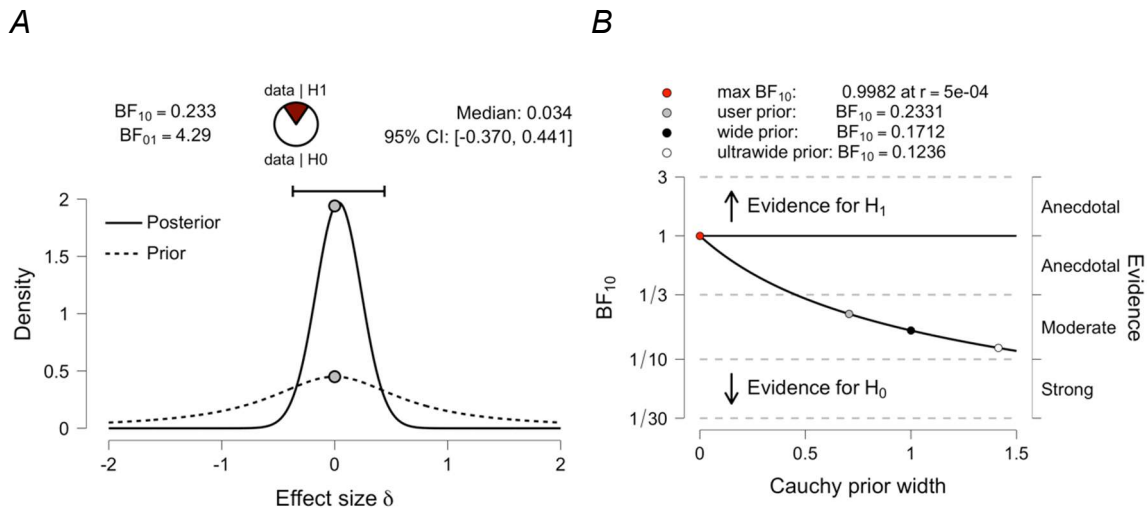 A
BF10 = 0.233
BF01 = 4.29
data | H1
data | H0
Median: 0.034
95% CI: [-0.370, 0.441]
Posterior
Prior
Density
2
1.5
1
0.5
0
-2
-1
0
1
2
Effect size δ
B
max BF10: 0.9982 at r = 5e-04
user prior: BF10 = 0.2331
wide prior: BF10 = 0.1712
ultrawide prior: BF10 = 0.1236
BF10
3
1
1/3
1/10
1/30
Evidence for H1
Evidence for H0
Anecdotal
Anecdotal
Moderate
Strong
Evidence
0
0.5
1
1.5
Cauchy prior width